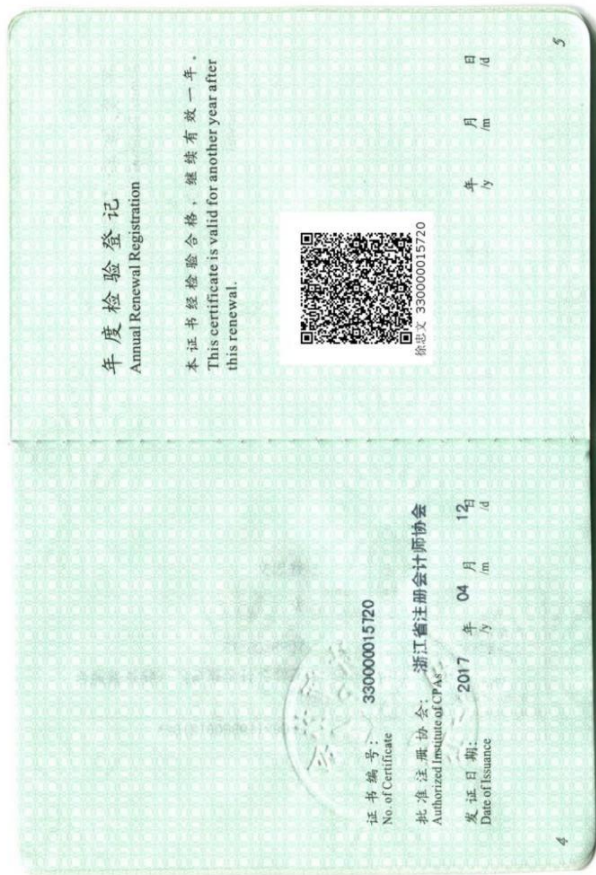 证书编号： 330000015720
No. of Certificate
批准注册协会： 浙江省注册会计师协会
Authorized Institute of CPAs
发证日期： 2017 年 04 月 12日
Date of Issuance /y /m /d
4
年度检验登记
Annual Renewal Registration
本证书经检验合格，继续有效一年。
This certificate is valid for another year after
this renewal.
徐忠文 330000015720
年 月 日
/y /m /d
5